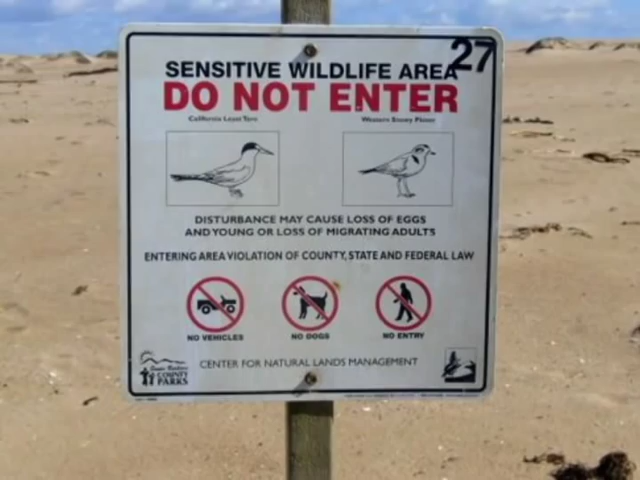 27
SENSITIVE WILDLIFE AREA
DO NOT ENTER
California Least Tern Western Snowy Plover
DISTURBANCE MAY CAUSE LOSS OF EGGS
AND YOUNG OR LOSS OF MIGRATING ADULTS
ENTERING AREA VIOLATION OF COUNTY, STATE AND FEDERAL LAW
NO VEHICLES NO DOGS NO ENTRY
Santa Barbara
COUNTY
PARKS
CENTER FOR NATURAL LANDS MANAGEMENT